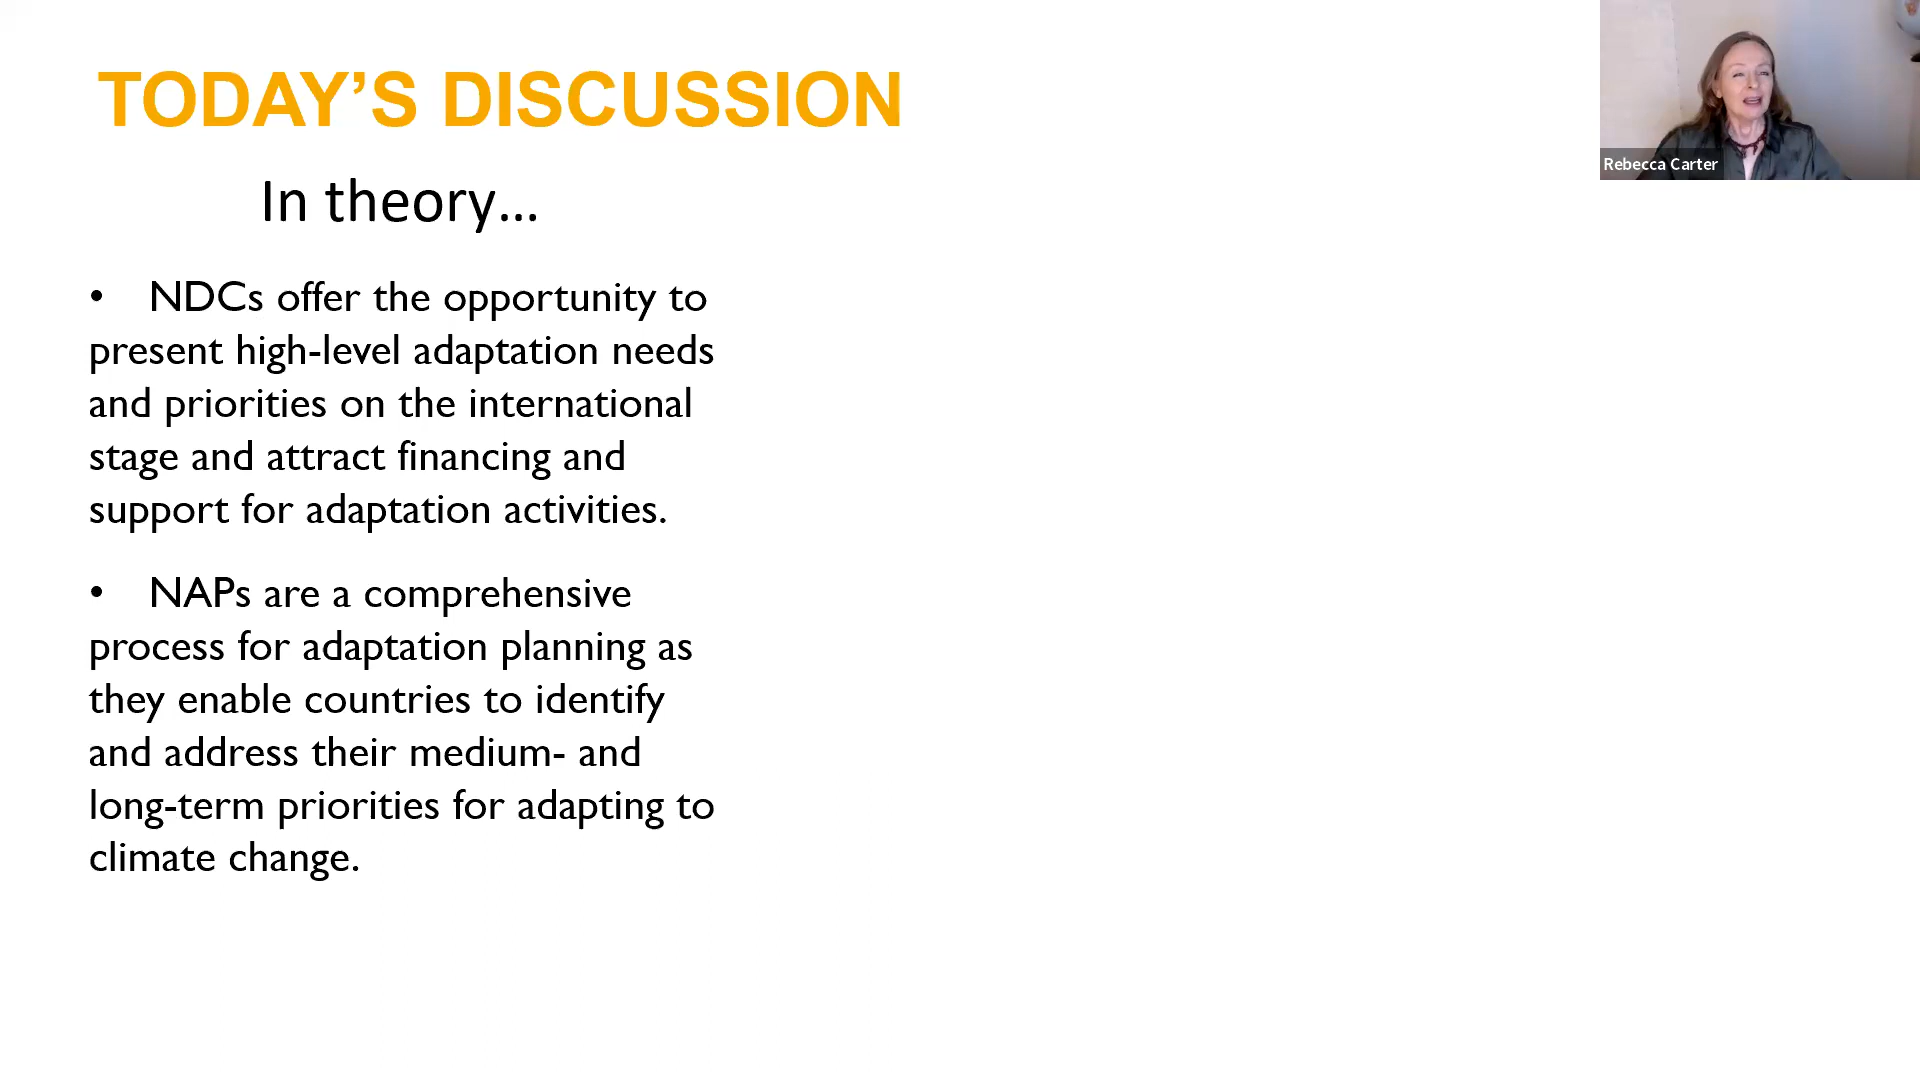 TODAY’S DISCUSSION
In theory…
• NDCs offer the opportunity to
present high-level adaptation needs
and priorities on the international
stage and attract financing and
support for adaptation activities.
• NAPs are a comprehensive
process for adaptation planning as
they enable countries to identify
and address their medium- and
long-term priorities for adapting to
climate change.
Rebecca Carter